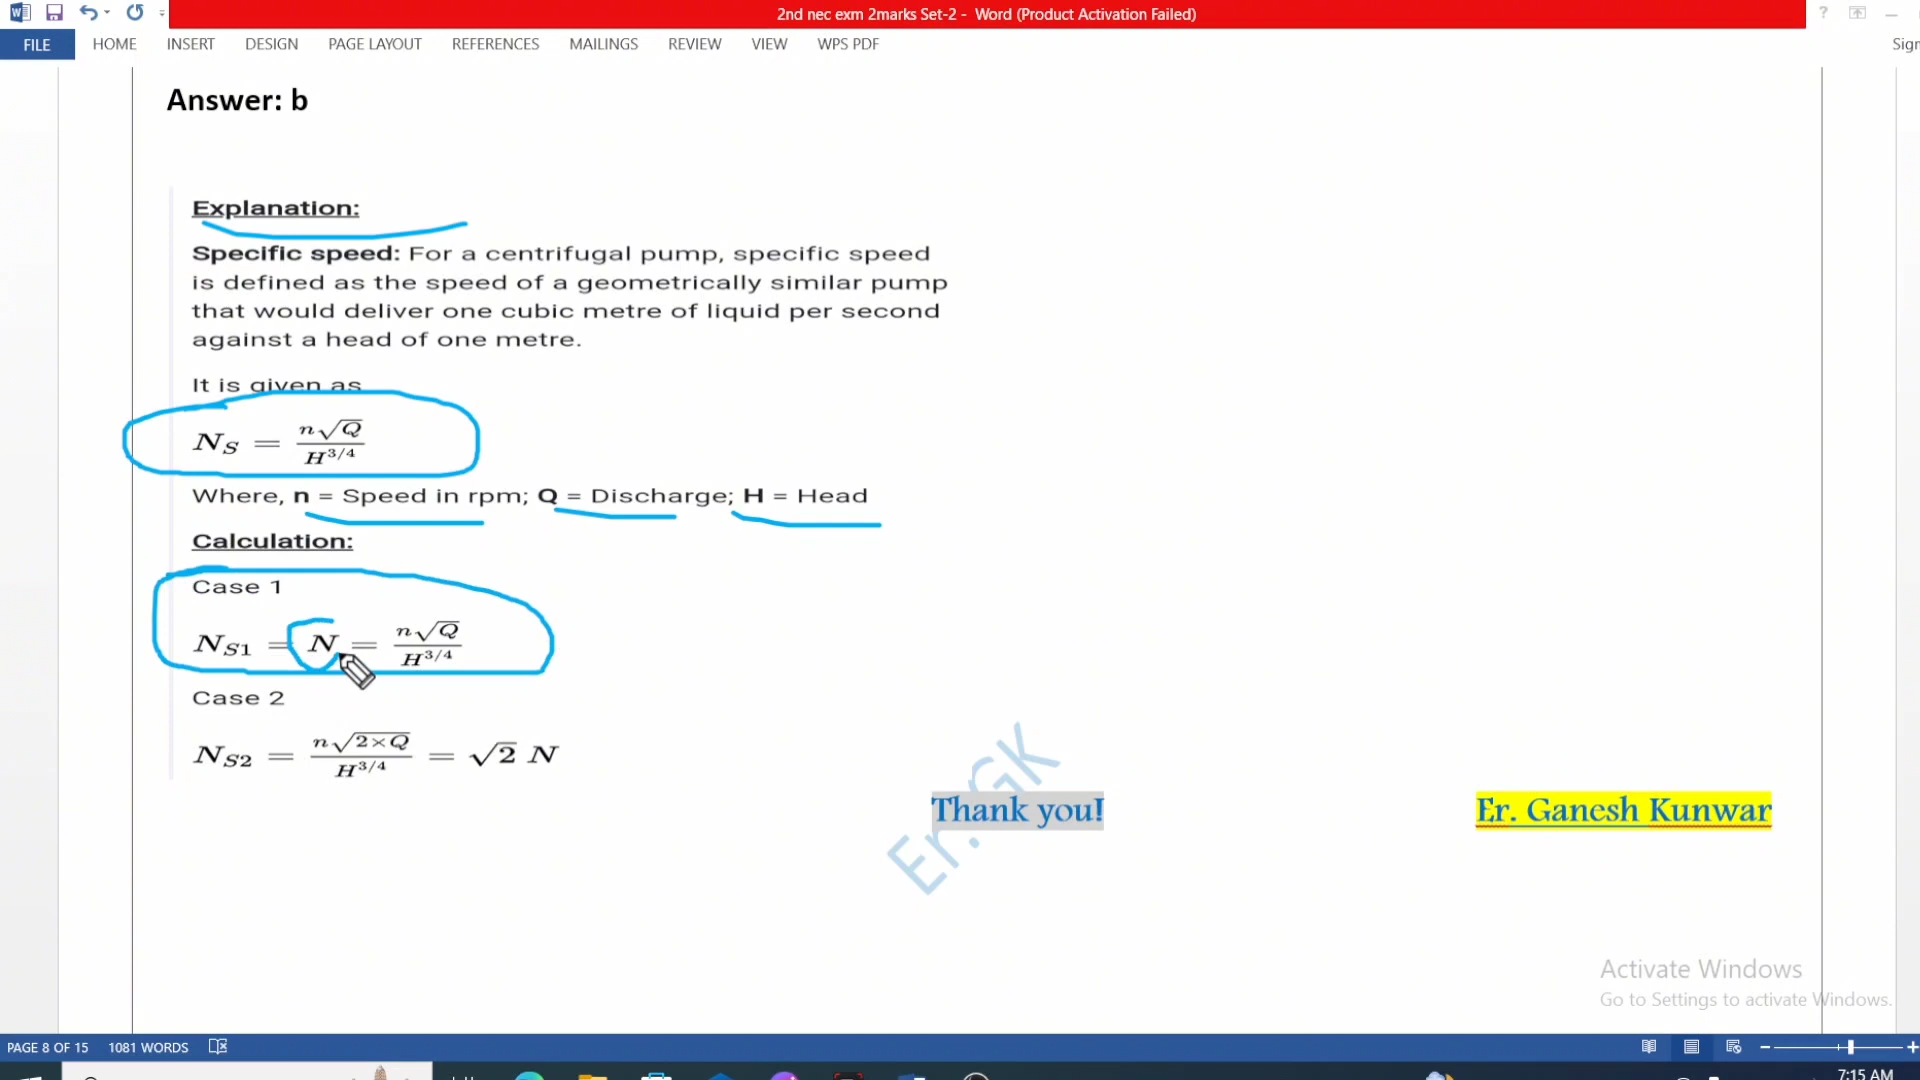 2nd nec exm 2marks Set-2 - Word (Product Activation Failed)
FILE HOME INSERT DESIGN PAGE LAYOUT REFERENCES MAILINGS REVIEW VIEW WPS PDF Sign
Answer: b
Explanation:
Specific speed: For a centrifugal pump, specific speed
is defined as the speed of a geometrically similar pump
that would deliver one cubic metre of liquid per second
against a head of one metre.
It is given as
N_S = n√Q / H^3/4
Where, n = Speed in rpm; Q = Discharge; H = Head
Calculation:
Case 1
N_S1 = N = n√Q / H^3/4
Case 2
N_S2 = n√2×Q / H^3/4 = √2 N
Er.GK
Thank you!
Er. Ganesh Kunwar
Activate Windows
Go to Settings to activate Windows.
PAGE 8 OF 15 1081 WORDS
7:15 AM